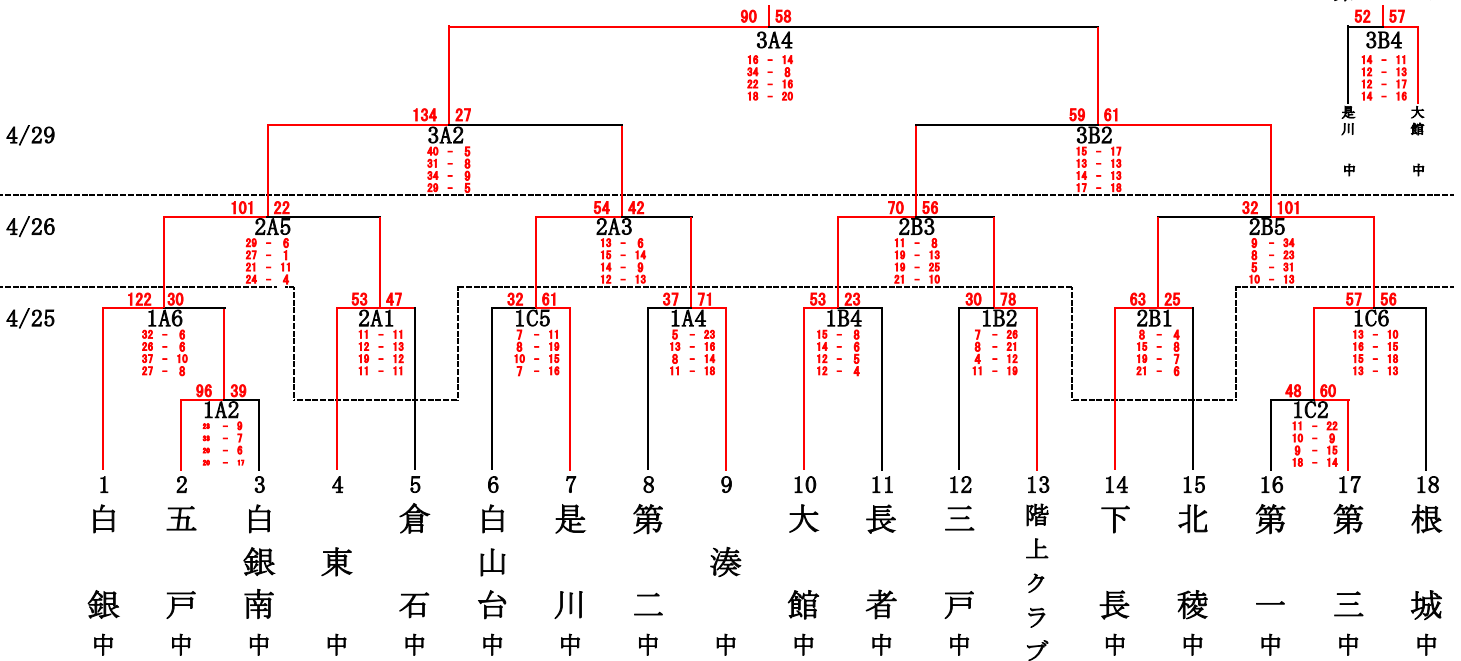 90 58
52 57
3A4
3B4
16 - 14
34 - 8
22 - 16
18 - 20
14 - 11
12 - 13
12 - 17
14 - 16
是川 中
大館 中
4/29
134 27
59 61
3A2
3B2
40 - 5
31 - 8
34 - 9
29 - 5
15 - 17
13 - 13
14 - 13
17 - 18
4/26
101 22
54 42
70 56
32 101
2A5
2A3
2B3
2B5
29 - 6
27 - 1
21 - 11
24 - 4
13 - 6
15 - 14
14 - 9
12 - 13
11 - 8
19 - 13
19 - 25
21 - 10
9 - 34
8 - 23
5 - 31
10 - 13
4/25
122 30
53 47
32 61
37 71
53 23
30 78
63 25
57 56
1A6
2A1
1C5
1A4
1B4
1B2
2B1
1C6
32 - 6
26 - 6
37 - 10
27 - 8
11 - 11
12 - 13
19 - 12
11 - 11
7 - 11
8 - 19
10 - 15
7 - 16
5 - 23
13 - 16
8 - 14
11 - 18
15 - 8
14 - 6
12 - 5
12 - 4
7 - 26
8 - 21
4 - 12
11 - 19
8 - 4
15 - 8
19 - 7
21 - 6
13 - 10
16 - 15
15 - 18
13 - 13
96 39
48 60
1A2
1C2
- 9
- 7
- 6
- 17
11 - 22
10 - 9
9 - 15
18 - 14
1 白銀中
2 五戸中
3 白銀南中
4 東中
5 倉石中
6 白山台中
7 是川中
8 第二中
9 湊中
10 大館中
11 長者中
12 三戸中
13 階上クラブ
14 下長中
15 北稜中
16 第一中
17 第三中
18 根城中